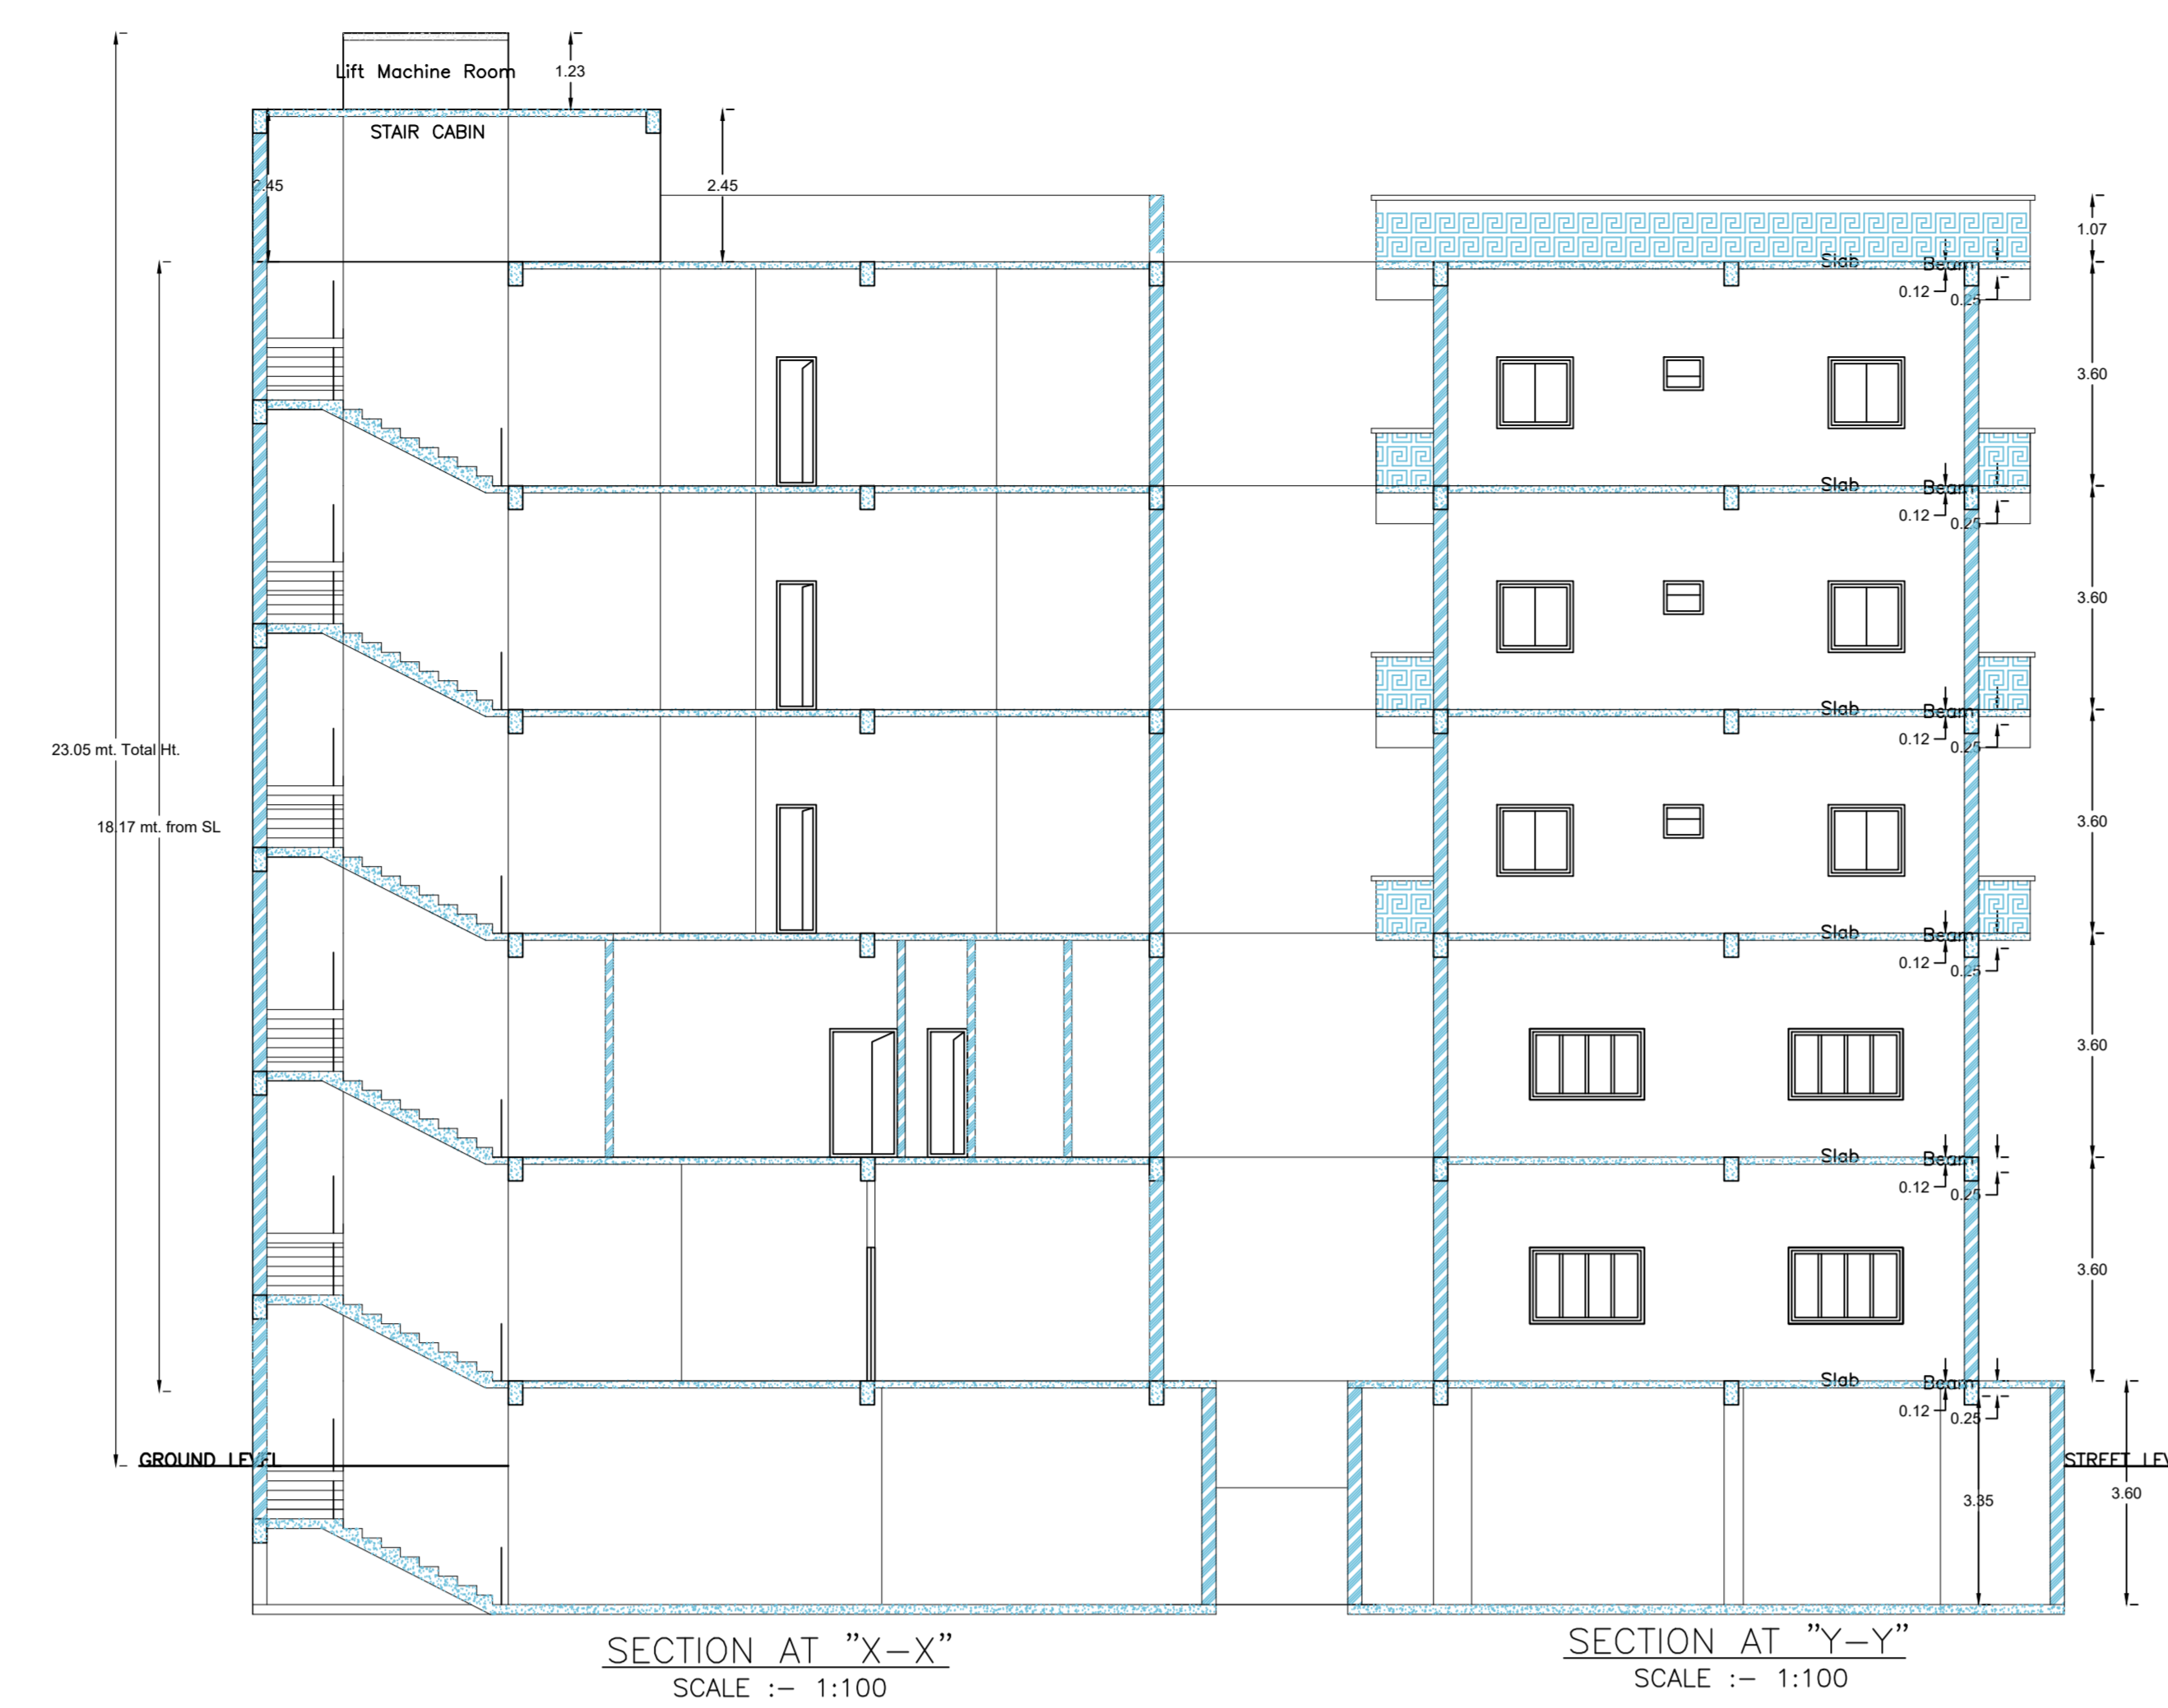 Lift Machine Room
1.23
STAIR CABIN
2.45
2.45
1.07
Slab
Beam
0.12
0.25
3.60
Slab
Beam
0.12
0.25
3.60
Slab
Beam
0.12
0.25
23.05 mt. Total Ht.
18.17 mt. from SL
3.60
Slab
Beam
0.12
0.25
3.60
Slab
Beam
0.12
0.25
3.60
Slab
Beam
0.12
0.25
GROUND LEVEL
STREET LEV
3.35
3.60
SECTION AT "X-X"
SCALE :- 1:100
SECTION AT "Y-Y"
SCALE :- 1:100